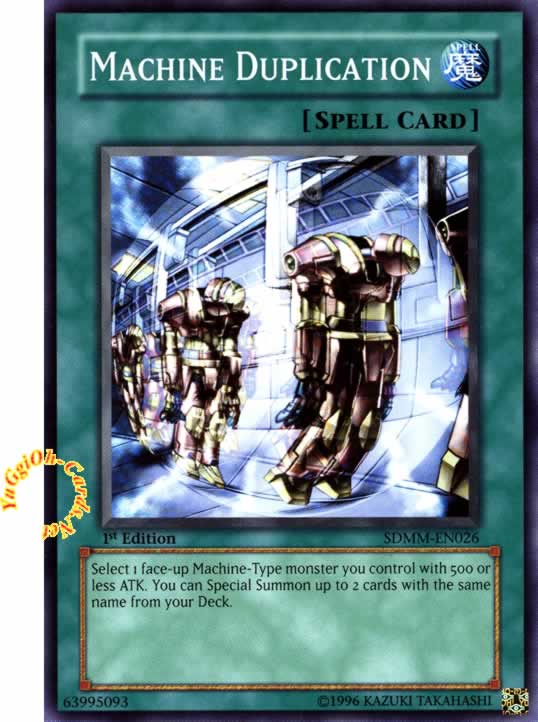 MACHINE DUPLICATION
SPELL
魔
[SPELL CARD]
YuGgiOh-Cards.Net
1st Edition
SDMM-EN026
Select 1 face-up Machine-Type monster you control with 500 or
less ATK. You can Special Summon up to 2 cards with the same
name from your Deck.
63995093
©1996 KAZUKI TAKAHASHI